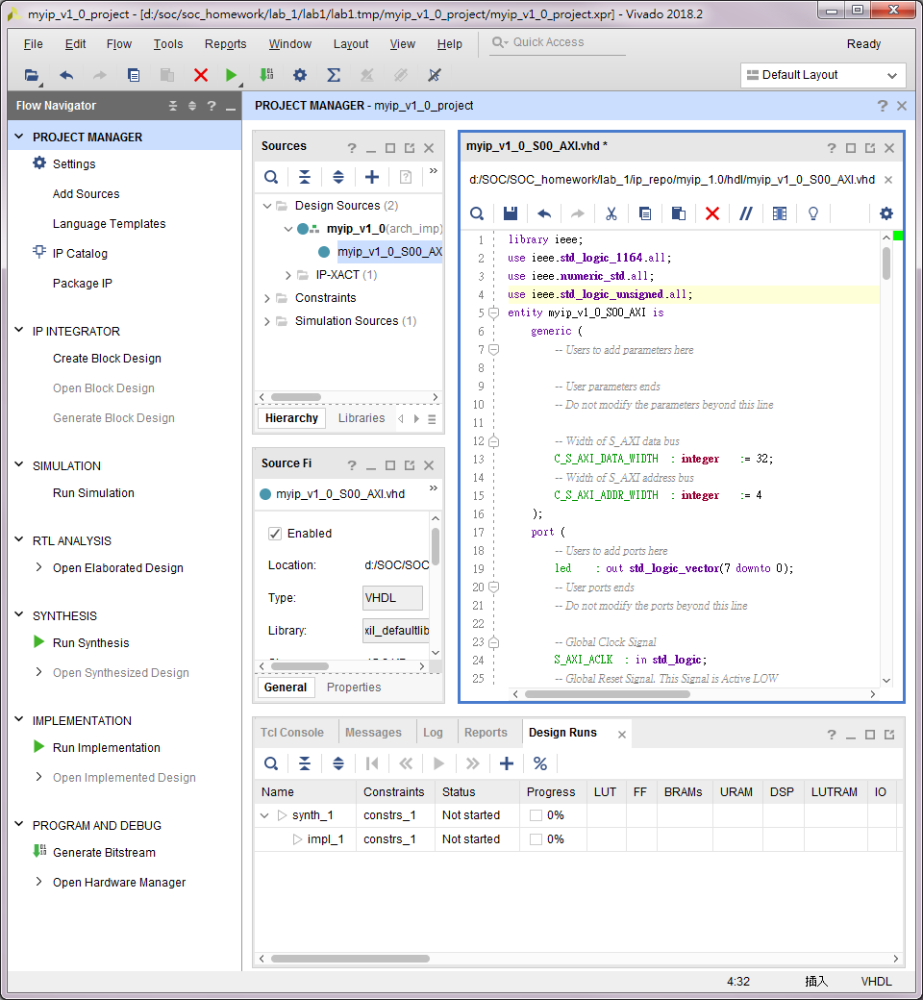 myip_v1_0_project - [d:/soc/soc_homework/lab_1/lab1/lab1.tmp/myip_v1_0_project/myip_v1_0_project.xpr] - Vivado 2018.2
File Edit Flow Tools Reports Window Layout View Help Quick Access Ready
Default Layout
Flow Navigator
PROJECT MANAGER - myip_v1_0_project
PROJECT MANAGER
Settings
Add Sources
Language Templates
IP Catalog
Package IP
IP INTEGRATOR
Create Block Design
Open Block Design
Generate Block Design
SIMULATION
Run Simulation
RTL ANALYSIS
Open Elaborated Design
SYNTHESIS
Run Synthesis
Open Synthesized Design
IMPLEMENTATION
Run Implementation
Open Implemented Design
PROGRAM AND DEBUG
Generate Bitstream
Open Hardware Manager
Sources
Design Sources (2)
myip_v1_0(arch_imp)
myip_v1_0_S00_AX
IP-XACT (1)
Constraints
Simulation Sources (1)
Hierarchy Libraries
Source Fi
myip_v1_0_S00_AXI.vhd
Enabled
Location: d:/SOC/SOC
Type: VHDL
Library: xil_defaultlib
General Properties
myip_v1_0_S00_AXI.vhd *
d:/SOC/SOC_homework/lab_1/ip_repo/myip_1.0/hdl/myip_v1_0_S00_AXI.vhd
1 library ieee;
2 use ieee.std_logic_1164.all;
3 use ieee.numeric_std.all;
4 use ieee.std_logic_unsigned.all;
5 entity myip_v1_0_S00_AXI is
6 generic (
7 -- Users to add parameters here
8
9 -- User parameters ends
10 -- Do not modify the parameters beyond this line
11
12 -- Width of S_AXI data bus
13 C_S_AXI_DATA_WIDTH : integer := 32;
14 -- Width of S_AXI address bus
15 C_S_AXI_ADDR_WIDTH : integer := 4
16 );
17 port (
18 -- Users to add ports here
19 led : out std_logic_vector(7 downto 0);
20 -- User ports ends
21 -- Do not modify the ports beyond this line
22
23 -- Global Clock Signal
24 S_AXI_ACLK : in std_logic;
25 -- Global Reset Signal. This Signal is Active LOW
Tcl Console Messages Log Reports Design Runs
Name Constraints Status Progress LUT FF BRAMs URAM DSP LUTRAM IO
synth_1 constrs_1 Not started 0%
impl_1 constrs_1 Not started 0%
4:32 插入 VHDL